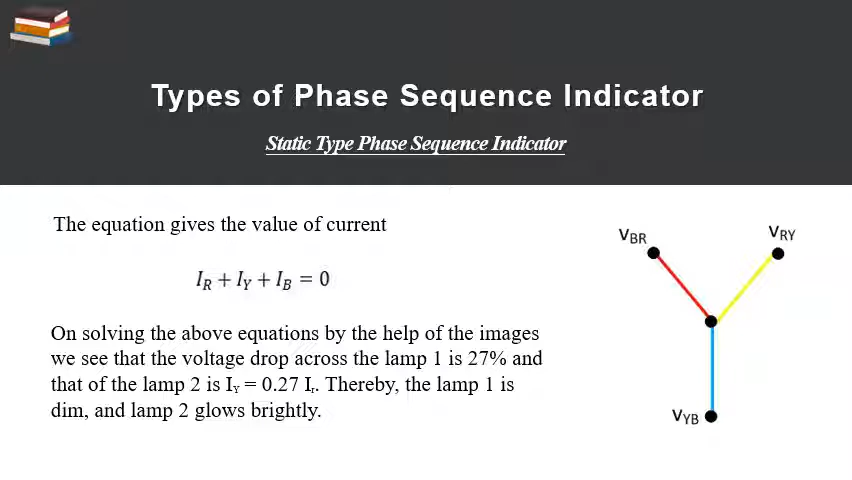 Types of Phase Sequence Indicator
Static Type Phase Sequence Indicator
The equation gives the value of current
I_R + I_Y + I_B = 0
On solving the above equations by the help of the images
we see that the voltage drop across the lamp 1 is 27% and
that of the lamp 2 is I_Y = 0.27 I_r. Thereby, the lamp 1 is
dim, and lamp 2 glows brightly.
V_BR
V_RY
V_YB